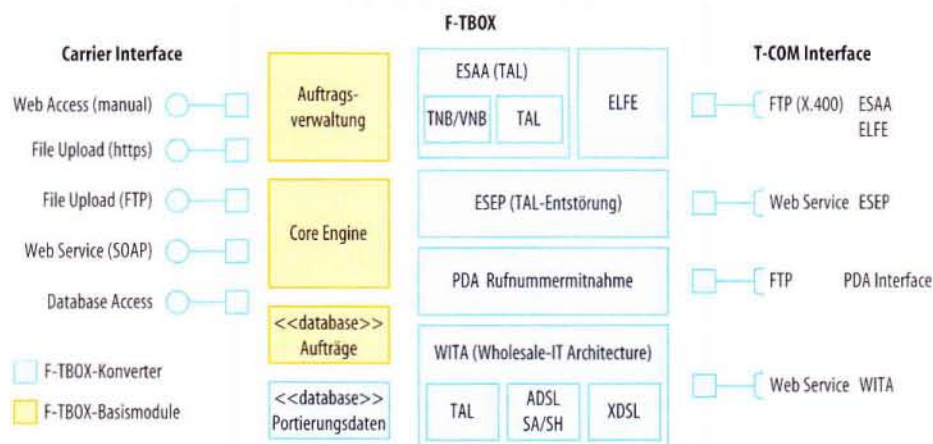 F-TBOX
Carrier Interface
Web Access (manual)
File Upload (https)
File Upload (FTP)
Web Service (SOAP)
Database Access
F-TBOX-Konverter
F-TBOX-Basismodule
Auftrags-
verwaltung
Core Engine
<<database>>
Aufträge
<<database>>
Portierungsdaten
ESAA (TAL)
TNB/VNB
TAL
ELFE
ESEP (TAL-Entstörung)
PDA Rufnummermitnahme
WITA (Wholesale-IT Architecture)
TAL
ADSL
SA/SH
XDSL
T-COM Interface
FTP (X.400) ESAA
ELFE
Web Service ESEP
FTP PDA Interface
Web Service WITA